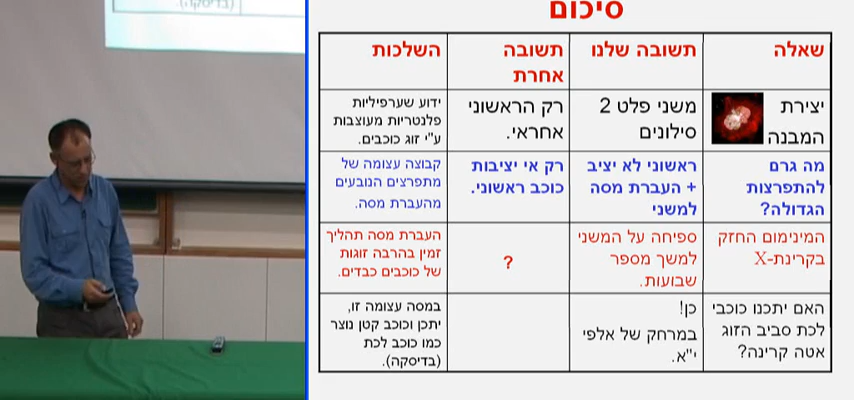 סיכום
שאלה
תשובה שלנו
תשובה
אחרת
השלכות
יצירת
המבנה
משני פלט 2
סילונים
רק הראשוני
אחראי.
ידוע שערפיליות
פלנטריות מעוצבות
ע"י זוג כוכבים.
מה גרם
להתפרצות
הגדולה?
ראשוני לא יציב
+ העברת מסה
למשני
רק אי יציבות
כוכב ראשוני.
קבוצה עצומה של
מתפרצים הנובעים
מהעברת מסה.
המינימום החזק
בקרינת-X
ספיחה על המשני
למשך מספר
שבועות.
?
העברת מסה תהליך
זמין בהרבה זוגות
של כוכבים כבדים.
האם יתכנו כוכבי
לכת סביב הזוג
אטה קרינה?
כן!
במרחק של אלפי
י"א.
במסה עצומה זו,
יתכן וכוכב קטן נוצר
כמו כוכב לכת
(בדיסקה).
(בדיסקה).